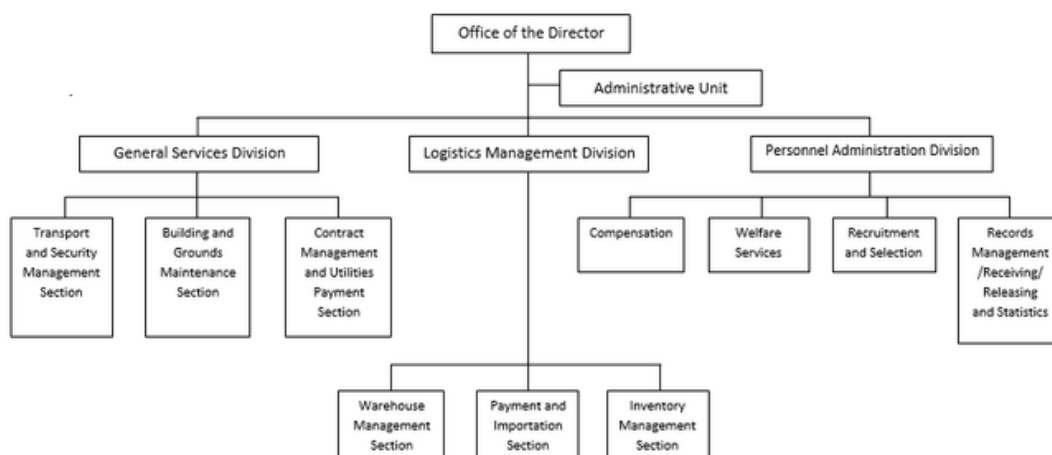 Office of the Director
Administrative Unit
General Services Division
Logistics Management Division
Personnel Administration Division
Transport
and Security
Management
Section
Building and
Grounds
Maintenance
Section
Contract
Management
and Utilities
Payment
Section
Compensation
Welfare
Services
Recruitment
and Selection
Records
Management
/Receiving/
Releasing
and Statistics
Warehouse
Management
Section
Payment and
Importation
Section
Inventory
Management
Section